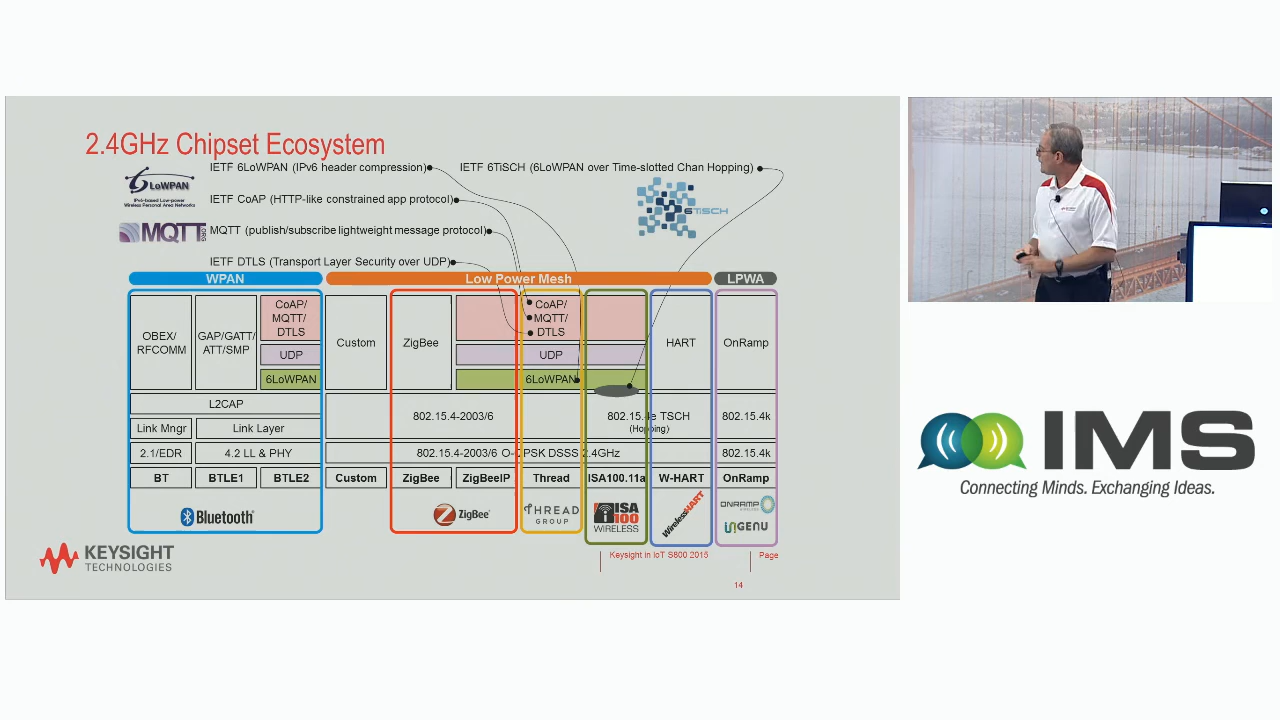 2.4GHz Chipset Ecosystem
IETF 6LoWPAN (IPv6 header compression)
IETF 6TiSCH (6LoWPAN over Time-slotted Chan Hopping)
6LoWPAN
IPv6-based Low-power
Wireless Personal Area Networks
IETF CoAP (HTTP-like constrained app protocol)
6TiSCH
MQTT.ORG
MQTT (publish/subscribe lightweight message protocol)
IETF DTLS (Transport Layer Security over UDP)
WPAN
Low Power Mesh
LPWA
OBEX/
RFCOMM
GAP/GATT/
ATT/SMP
CoAP/
MQTT/
DTLS
UDP
6LoWPAN
Custom
ZigBee
CoAP/
MQTT/
DTLS
UDP
6LoWPAN
HART
OnRamp
L2CAP
Link Mngr
Link Layer
802.15.4-2003/6
802.15.4e TSCH
(Hopping)
802.15.4k
2.1/EDR
4.2 LL & PHY
802.15.4-2003/6 O-QPSK DSSS 2.4GHz
802.15.4k
BT
BTLE1
BTLE2
Custom
ZigBee
ZigBeeIP
Thread
ISA100.11a
W-HART
OnRamp
Bluetooth
ZigBee
THREAD
GROUP
ISA
100
WIRELESS
WirelessHART
ONRAMP
WIRELESS
INGENU
KEYSIGHT
TECHNOLOGIES
Keysight in IoT S800 2015
Page
14
IMS
Connecting Minds. Exchanging Ideas.